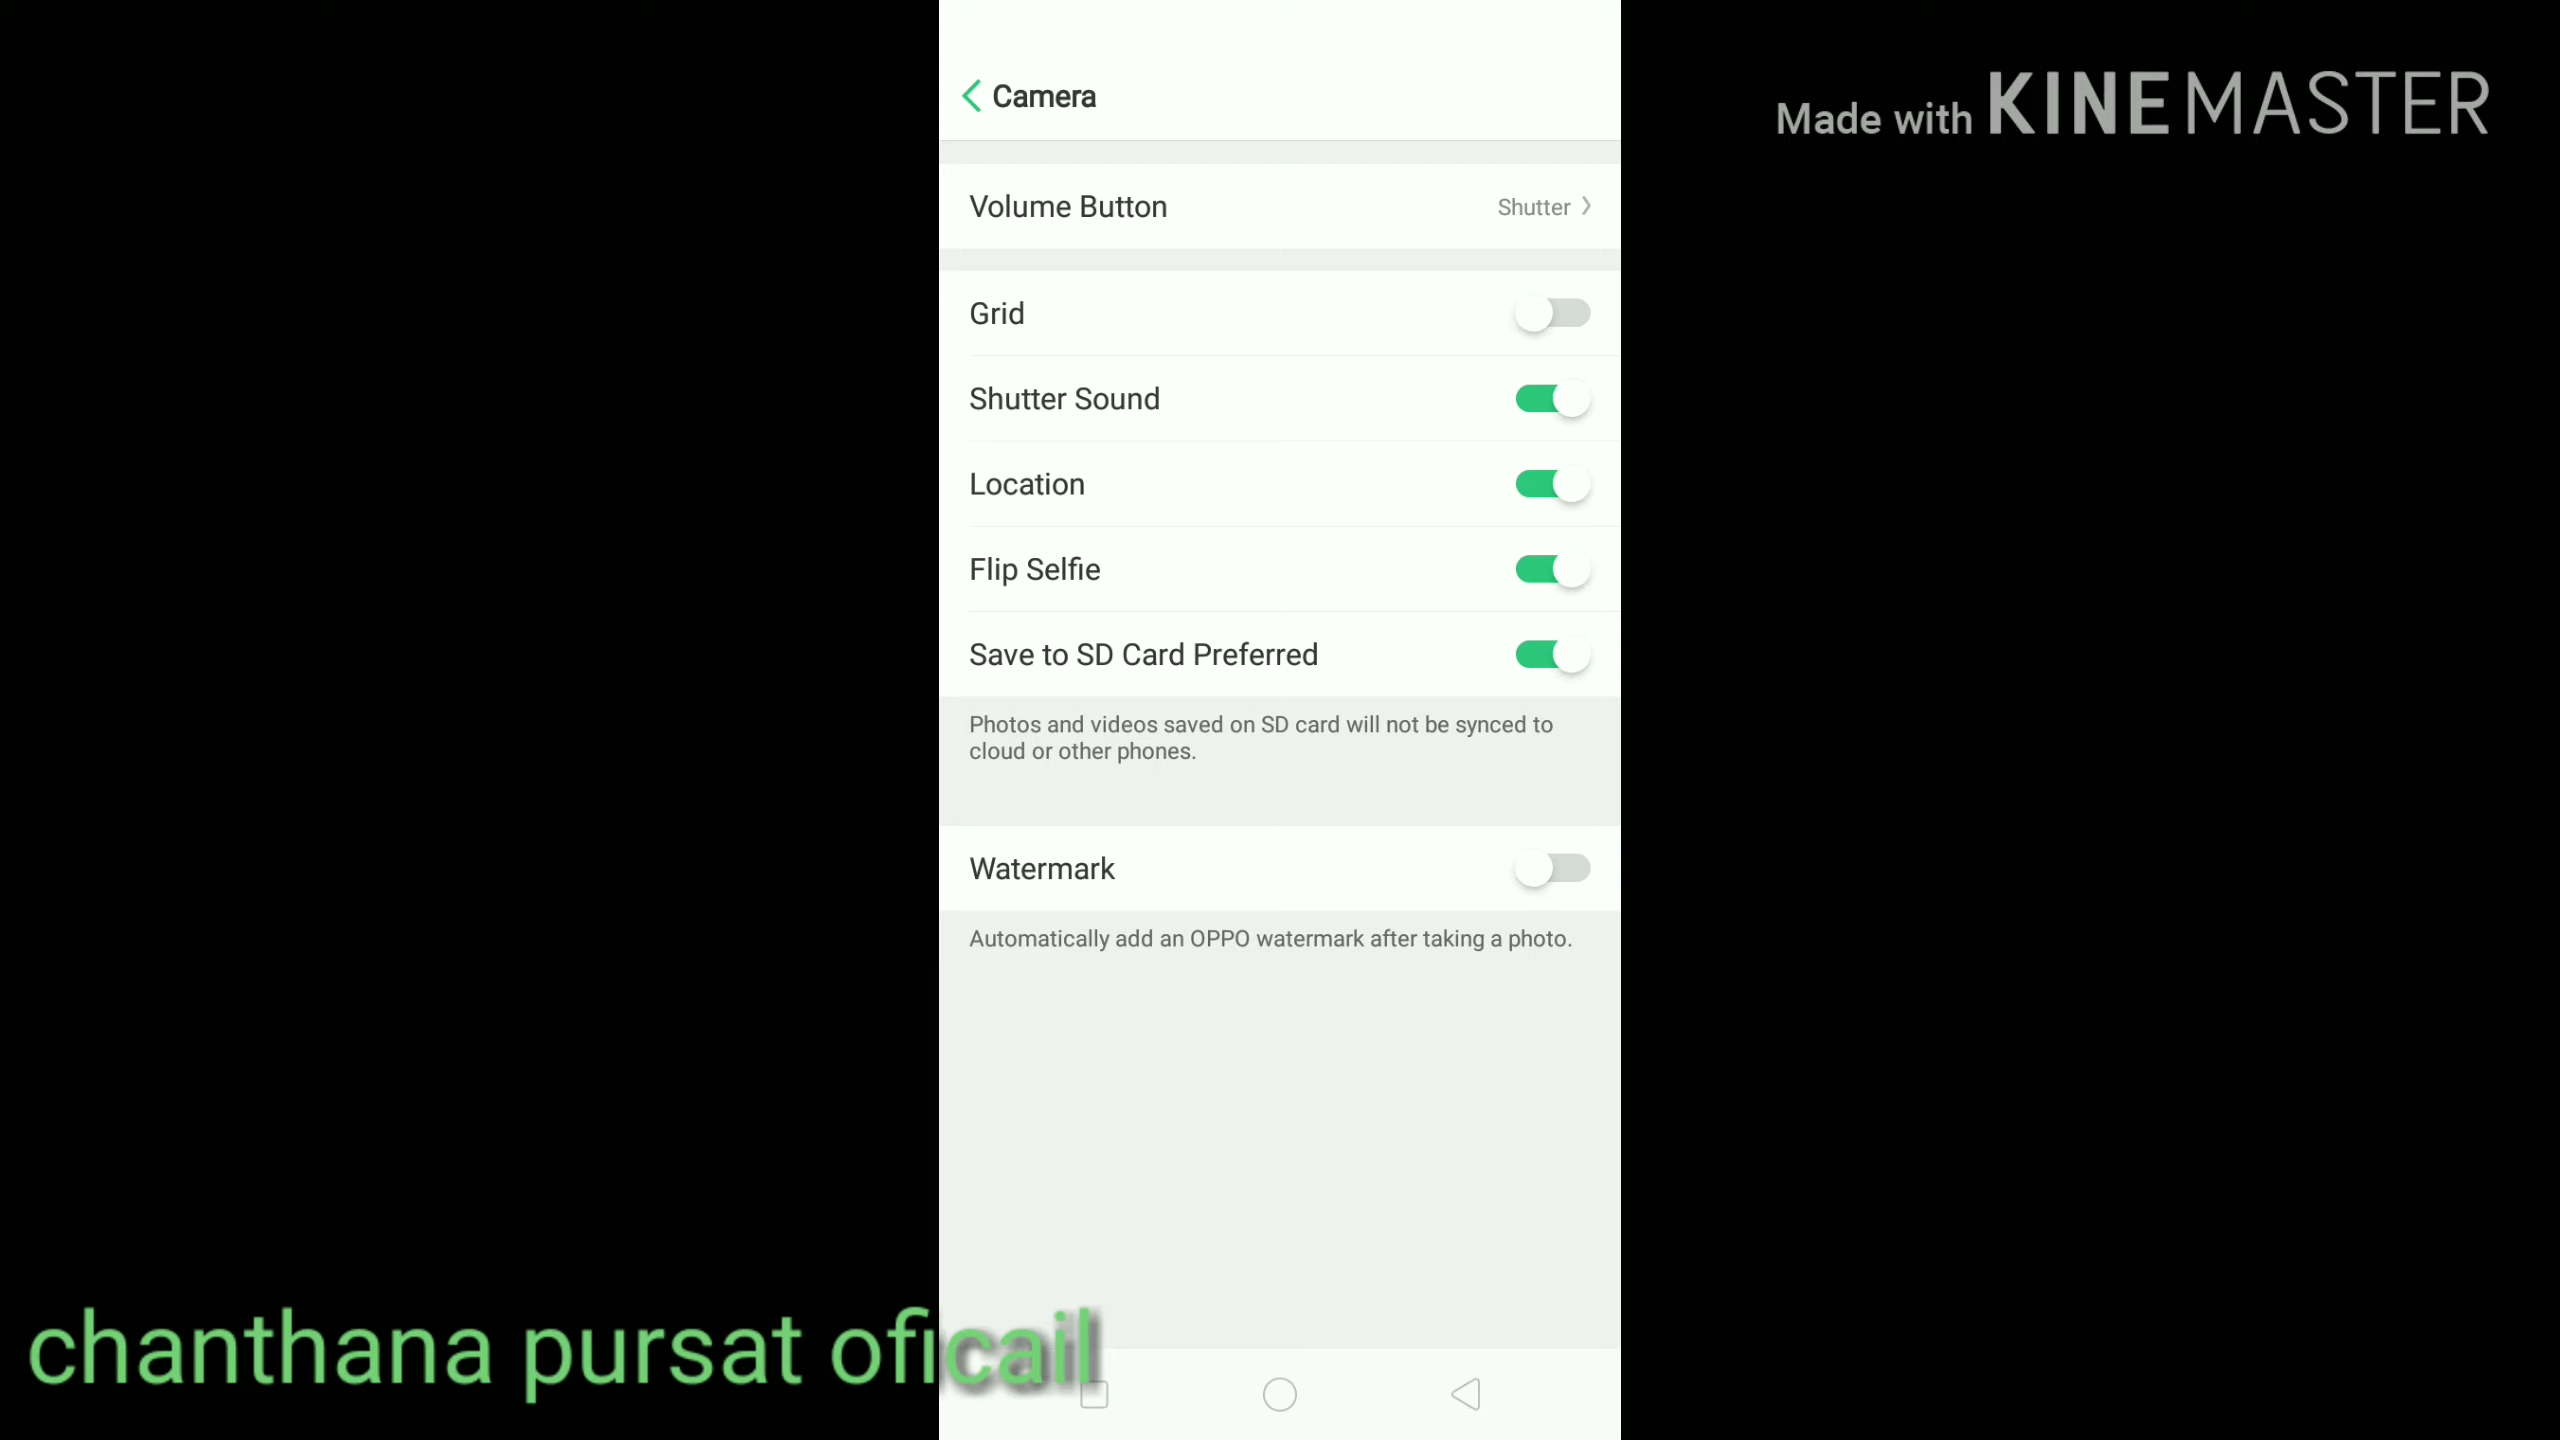 Camera
Made with KINEMASTER
Volume Button Shutter
Grid
Shutter Sound
Location
Flip Selfie
Save to SD Card Preferred
Photos and videos saved on SD card will not be synced to
cloud or other phones.
Watermark
Automatically add an OPPO watermark after taking a photo.
chanthana pursat oficail